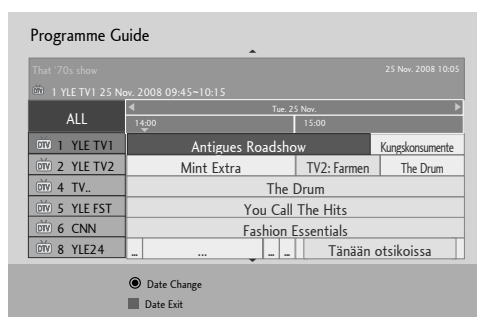 Programme Guide
That '70s show 25 Nov. 2008 10:05
DTV 1 YLE TV1 25 Nov. 2008 09:45~10:15
ALL
Tue. 25 Nov.
14:00 15:00
DTV 1 YLE TV1 Antigues Roadshow Kungskonsumente
DTV 2 YLE TV2 Mint Extra TV2: Farmen The Drum
DTV 4 TV.. The Drum
DTV 5 YLE FST You Call The Hits
DTV 6 CNN Fashion Essentials
DTV 8 YLE24 ... ... ... ... Tänään otsikoissa
Date Change
Date Exit